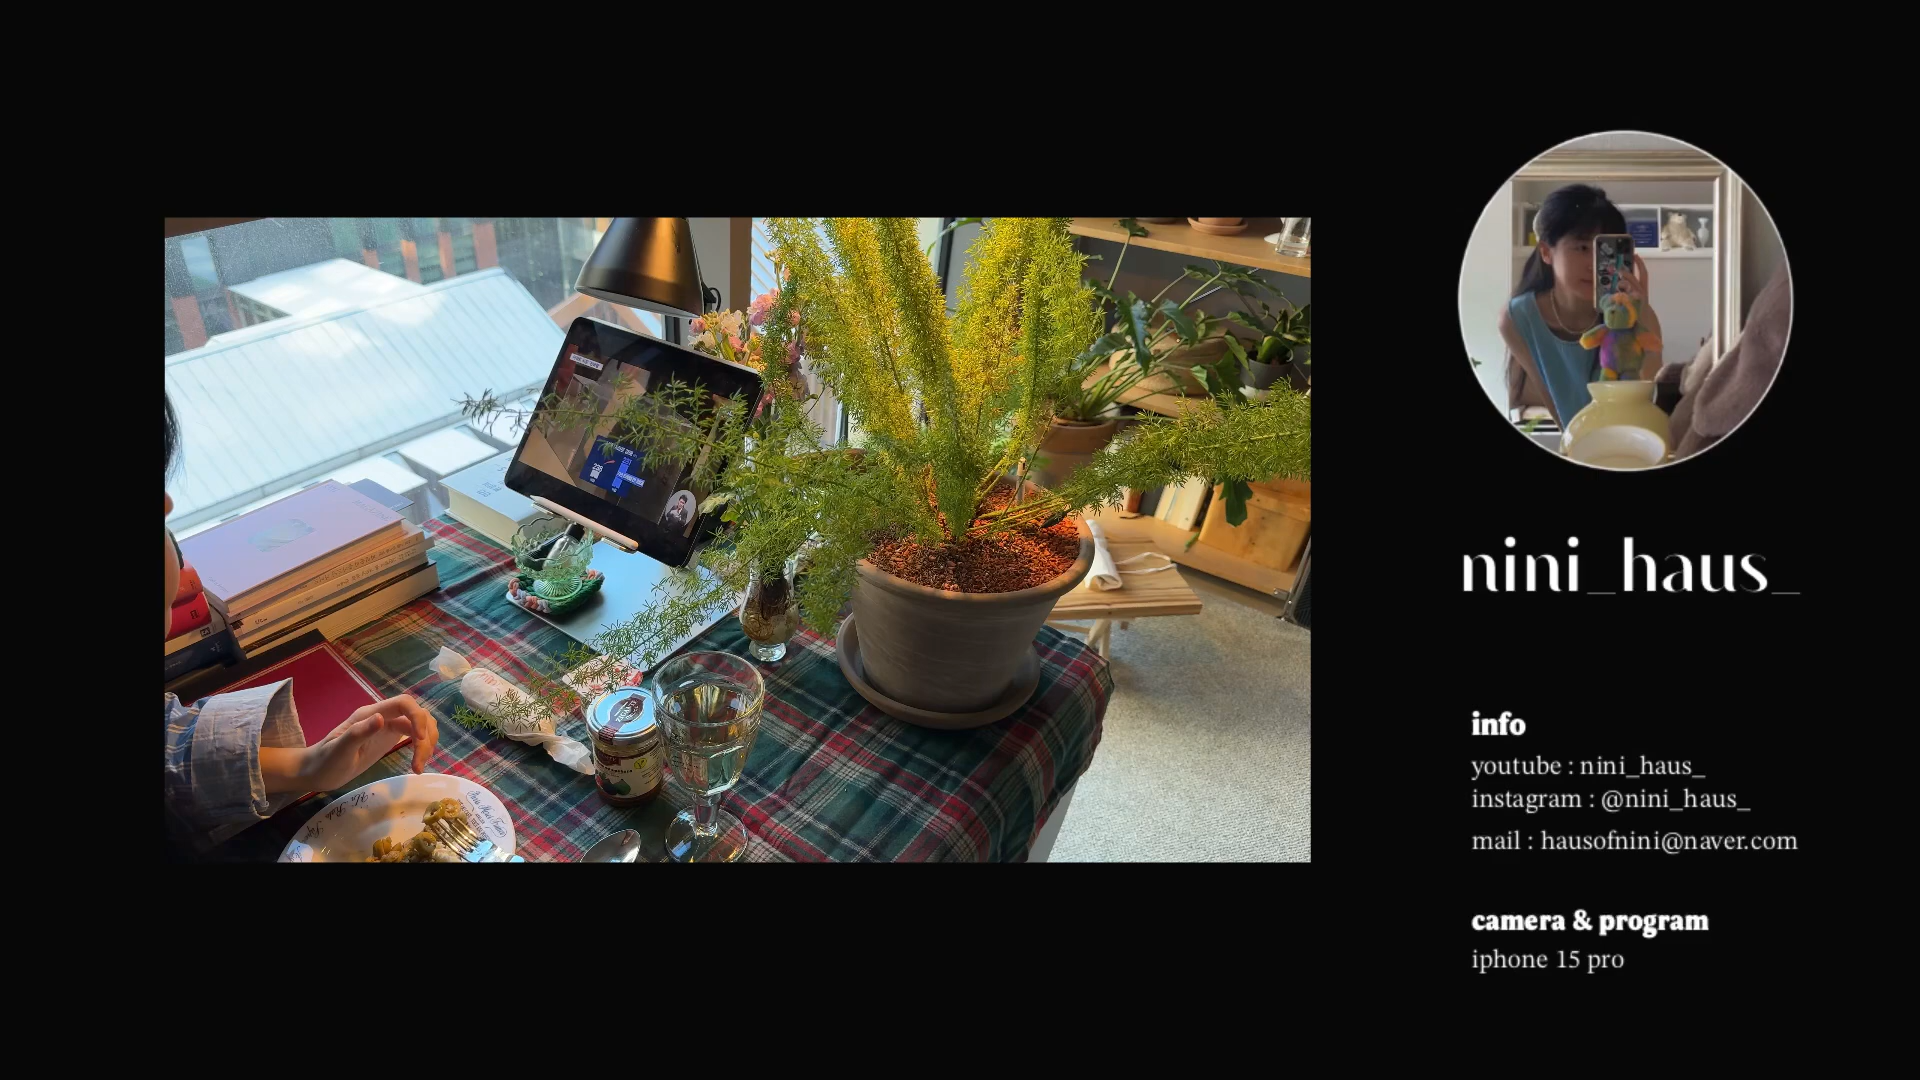 nini_haus_
info
youtube : nini_haus_
instagram : @nini_haus_
mail : hausofnini@naver.com
camera & program
iphone 15 pro